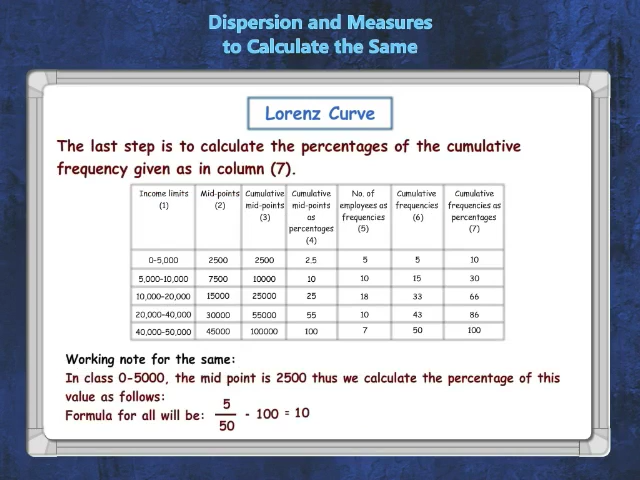 Dispersion and Measures
to Calculate the Same
Lorenz Curve
The last step is to calculate the percentages of the cumulative
frequency given as in column (7).
Income limits (1) Mid-points (2) Cumulative mid-points (3) Cumulative mid-points as percentages (4) No. of employees as frequencies (5) Cumulative frequencies (6) Cumulative frequencies as percentages (7)
0-5,000 2500 2500 2.5 5 5 10
5,000-10,000 7500 10000 10 10 15 30
10,000-20,000 15000 25000 25 18 33 66
20,000-40,000 30000 55000 55 10 43 86
40,000-50,000 45000 100000 100 7 50 100
Working note for the same:
In class 0-5000, the mid point is 2500 thus we calculate the percentage of this
value as follows:
Formula for all will be: 5/50 - 100 = 10